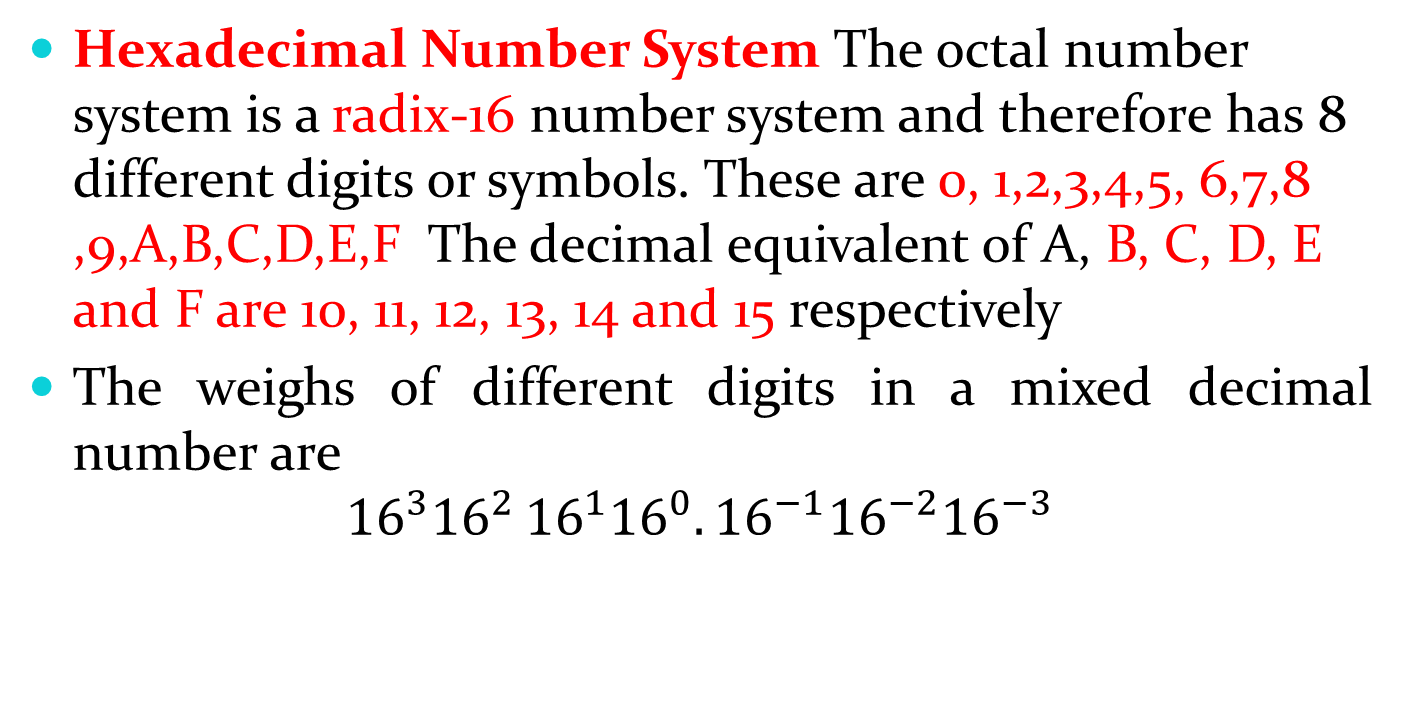 • Hexadecimal Number System The octal number
system is a radix-16 number system and therefore has 8
different digits or symbols. These are 0, 1,2,3,4,5, 6,7,8
,9,A,B,C,D,E,F The decimal equivalent of A, B, C, D, E
and F are 10, 11, 12, 13, 14 and 15 respectively
• The weighs of different digits in a mixed decimal
number are
16³16² 16¹16⁰. 16⁻¹16⁻²16⁻³